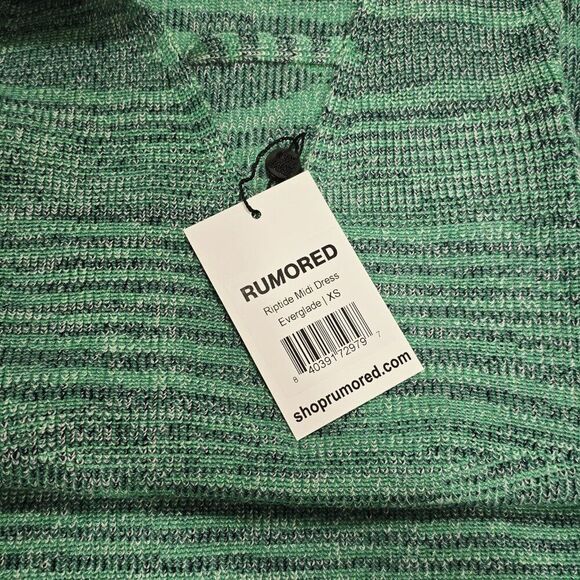 RUMORED
Riptide Midi Dress
Everglade | XS
8 40391 72979 7
shoprumored.com